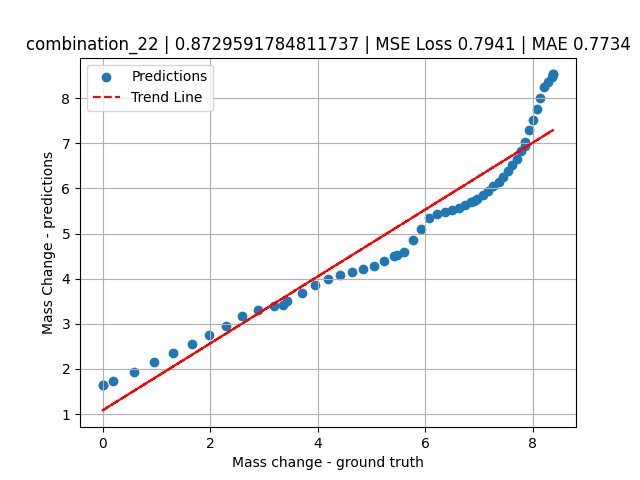 combination_22 | 0.8729591784811737 | MSE Loss 0.7941 | MAE 0.7734
Predictions
Trend Line
Mass Change - predictions
8
7
6
5
4
3
2
1
0 2 4 6 8
Mass change - ground truth